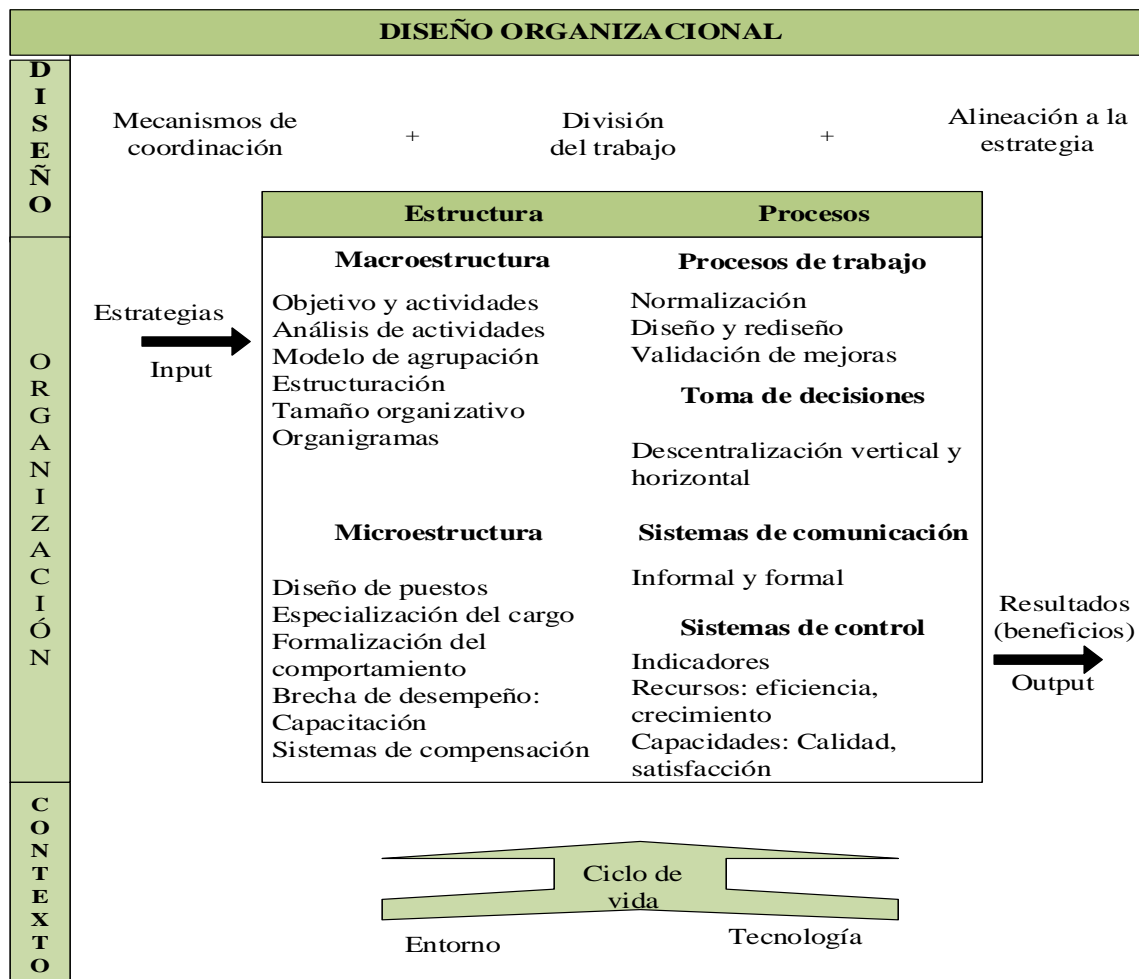 DISEÑO ORGANIZACIONAL
DISEÑO
Mecanismos de
coordinación
+
División
del trabajo
+
Alineación a la
estrategia
ORGANIZACIÓN
Estrategias
Input
Estructura
Macroestructura
Objetivo y actividades
Análisis de actividades
Modelo de agrupación
Estructuración
Tamaño organizativo
Organigramas
Microestructura
Diseño de puestos
Especialización del cargo
Formalización del
comportamiento
Brecha de desempeño:
Capacitación
Sistemas de compensación
Procesos
Procesos de trabajo
Normalización
Diseño y rediseño
Validación de mejoras
Toma de decisiones
Descentralización vertical y
horizontal
Sistemas de comunicación
Informal y formal
Sistemas de control
Indicadores
Recursos: eficiencia,
crecimiento
Capacidades: Calidad,
satisfacción
Resultados
(beneficios)
Output
CONTEXTO
Ciclo de
vida
Entorno
Tecnología